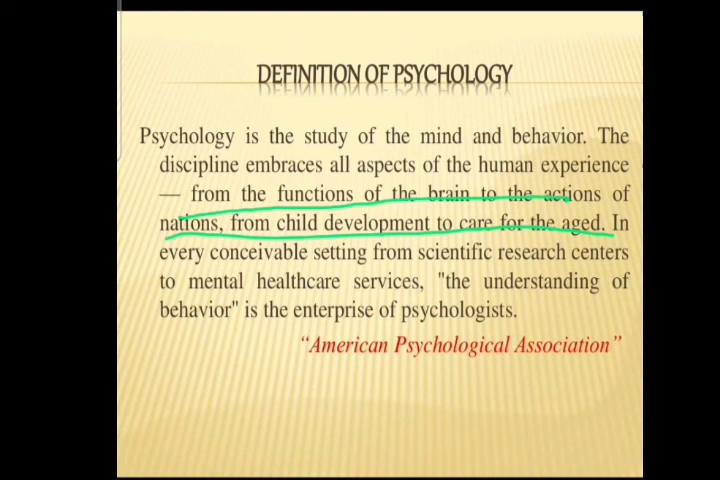 DEFINITION OF PSYCHOLOGY
Psychology is the study of the mind and behavior. The
discipline embraces all aspects of the human experience
— from the functions of the brain to the actions of
nations, from child development to care for the aged. In
every conceivable setting from scientific research centers
to mental healthcare services, "the understanding of
behavior" is the enterprise of psychologists.
“American Psychological Association”